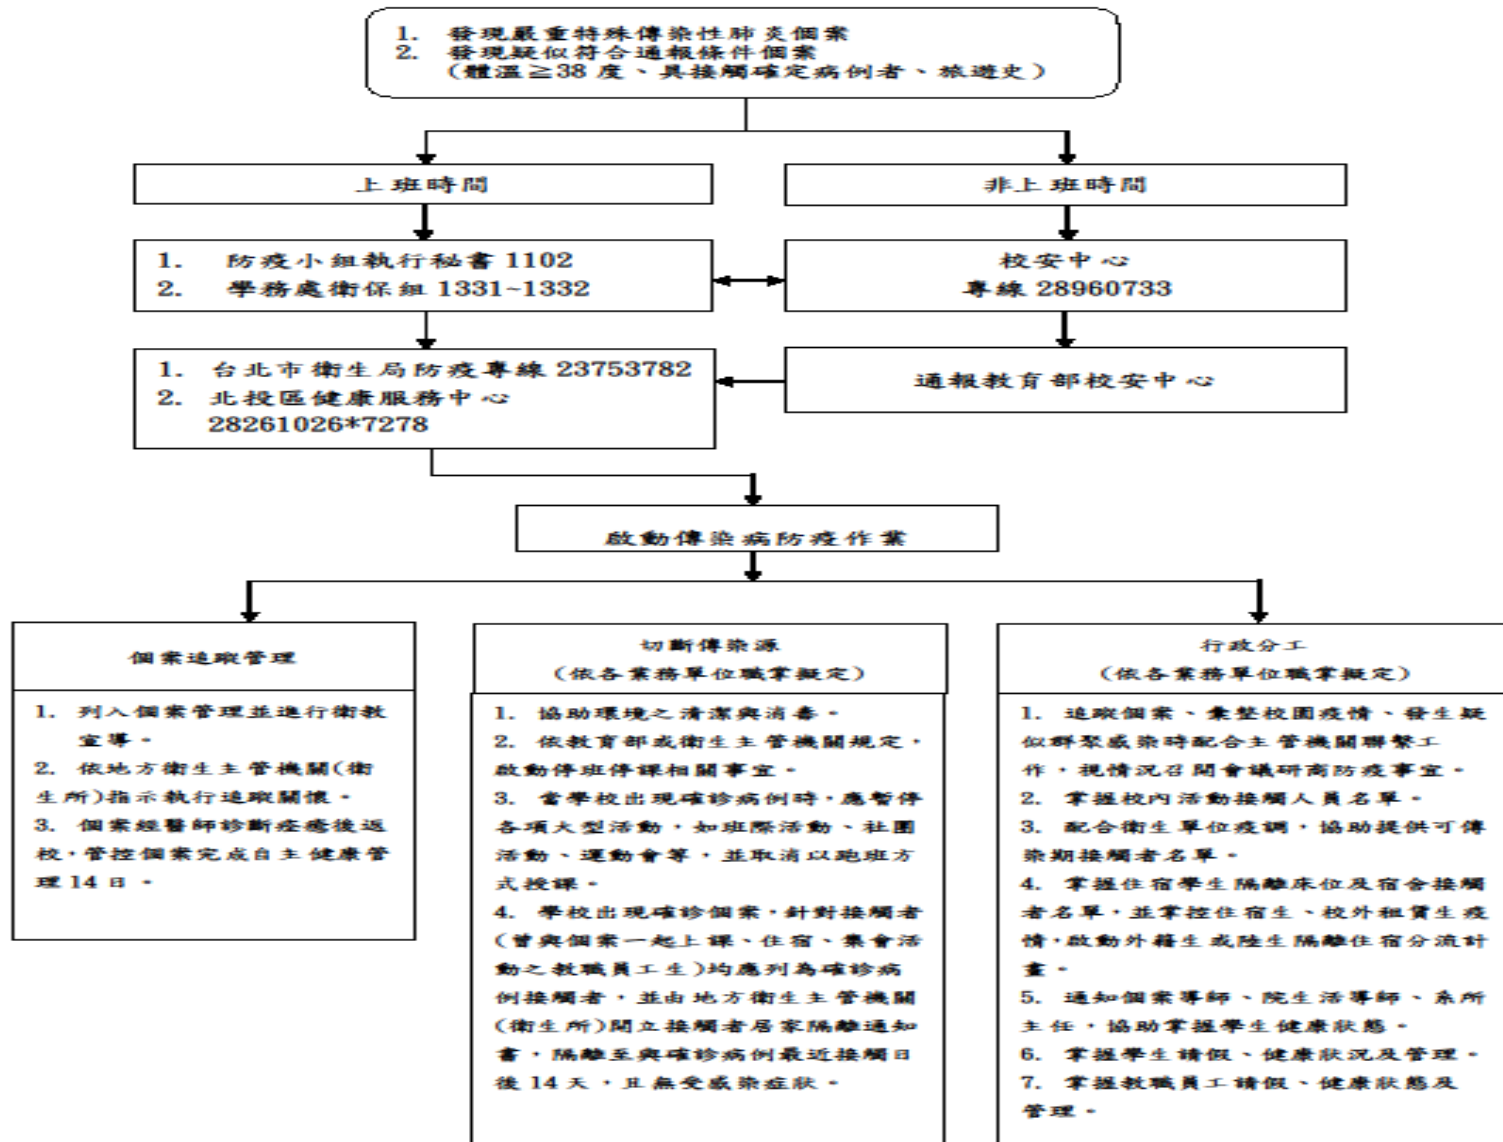 1. 發現嚴重特殊傳染性肺炎個案
2. 發現疑似符合通報條件個案
(體溫≧38 度、具接觸確定病例者、旅遊史)
上班時間
非上班時間
1. 防疫小組執行秘書 1102
2. 學務處衛保組 1331~1332
校安中心
專線 28960733
1. 台北市衛生局防疫專線 23753782
2. 北投區健康服務中心
28261026*7278
通報教育部校安中心
啟動傳染病防疫作業
個案追蹤管理
1. 列入個案管理並進行衛教
宣導。
2. 依地方衛生主管機關(衛
生所)指示執行追蹤關懷。
3. 個案經醫師診斷痊癒後返
校，管控個案完成自主健康管
理 14 日。
切斷傳染源
(依各業務單位職掌擬定)
1. 協助環境之清潔與消毒。
2. 依教育部或衛生主管機關規定，
啟動停班停課相關事宜。
3. 當學校出現確診病例時，應暫停
各項大型活動，如班際活動、社團
活動、運動會等，並取消以跑班方
式授課。
4. 學校出現確診個案，針對接觸者
(曾與個案一起上課、住宿、集會活
動之教職員工生)均應列為確診病
例接觸者，並由地方衛生主管機關
(衛生所)開立接觸者居家隔離通知
書，隔離至與確診病例最近接觸日
後 14 天，且無受感染症狀。
行政分工
(依各業務單位職掌擬定)
1. 追蹤個案、彙整校園疫情、發生疑
似群聚感染時配合主管機關聯繫工
作，視情況召開會議研商防疫事宜。
2. 掌握校內活動接觸人員名單。
3. 配合衛生單位疫調，協助提供可傳
染期接觸者名單。
4. 掌握住宿學生隔離床位及宿舍接觸
者名單，並掌控住宿生、校外租賃生疫
情，啟動外籍生或陸生隔離住宿分流計
畫。
5. 通知個案導師、院生活導師、系所
主任，協助掌握學生健康狀態。
6. 掌握學生請假、健康狀況及管理。
7. 掌握教職員工請假、健康狀態及
管理。